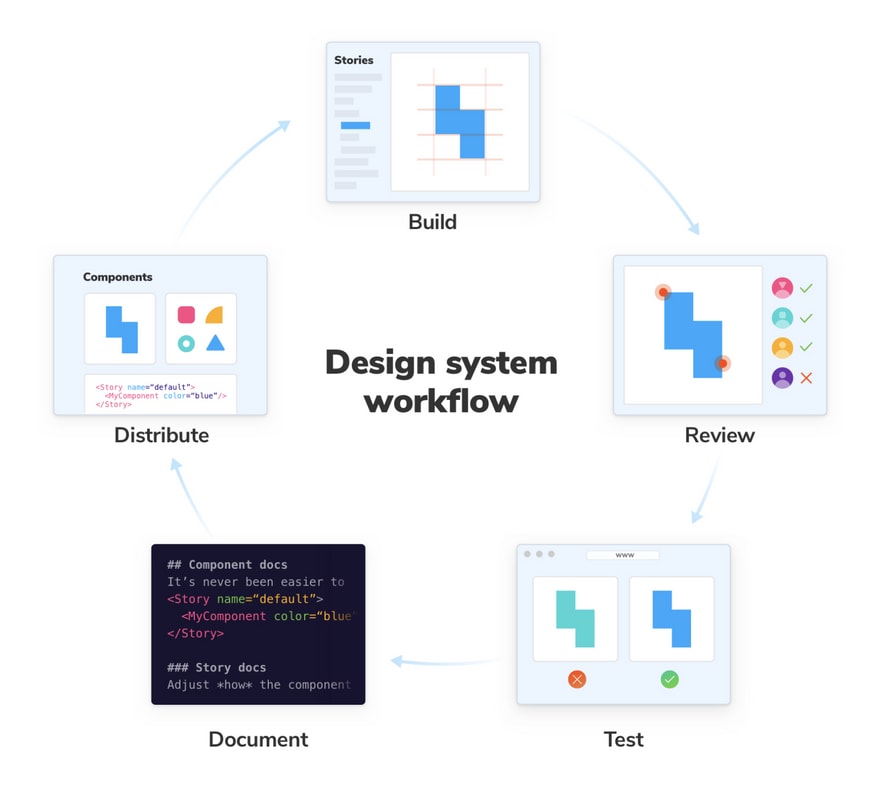 Stories
Build
Components
<Story name=“default”>
<MyComponent color=“blue”/>
</Story>
Distribute
Design system
workflow
Review
## Component docs
It’s never been easier to
<Story name=“default”>
<MyComponent color=“blue”
</Story>
### Story docs
Adjust *how* the component
Document
www
Test